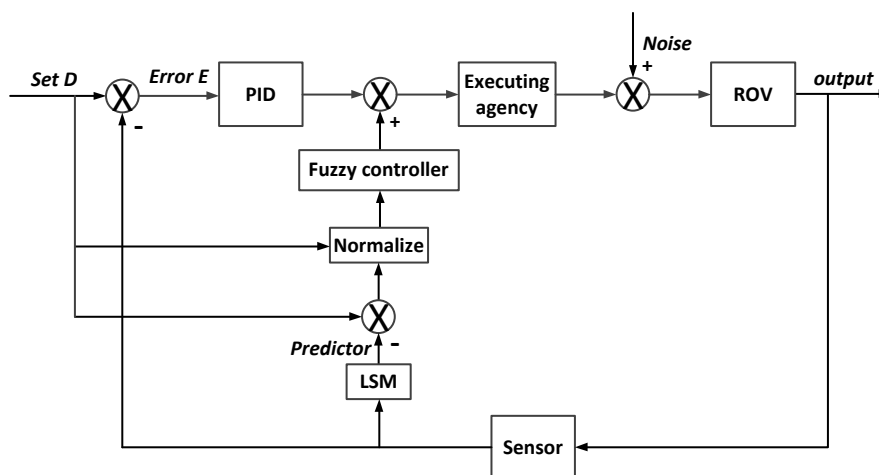 Noise
Set D
Error E
+
output
PID
Executing
agency
ROV
-
+
Fuzzy controller
Normalize
Predictor
-
LSM
Sensor